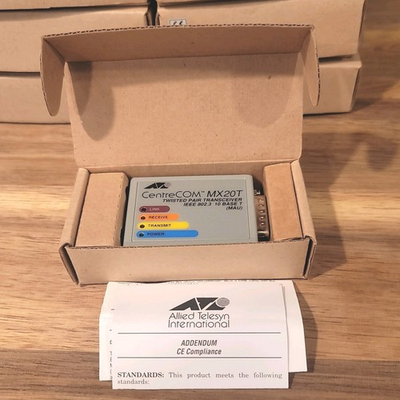 CentreCOM™ MX20T
TWISTED PAIR TRANSCEIVER
IEEE 802.3 10 BASE T
(MAU)
LINK
RECEIVE
TRANSMIT
POWER
Allied Telesyn
International
ADDENDUM
CE Compliance
STANDARDS: This product meets the following
standards: